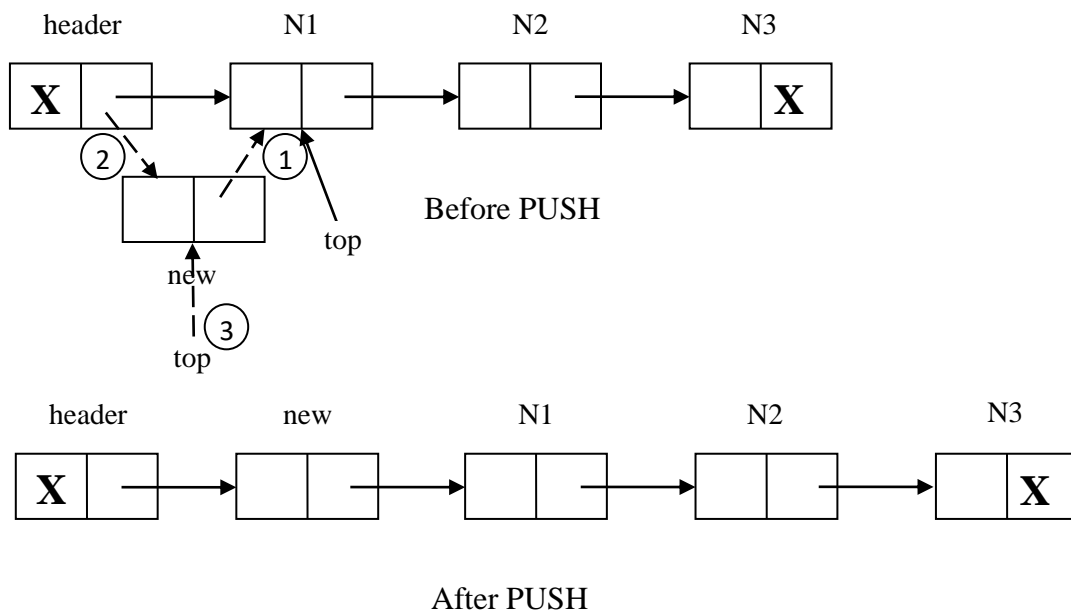 header N1 N2 N3
X X
2 1
Before PUSH
top
new
3
top
header new N1 N2 N3
X X
After PUSH